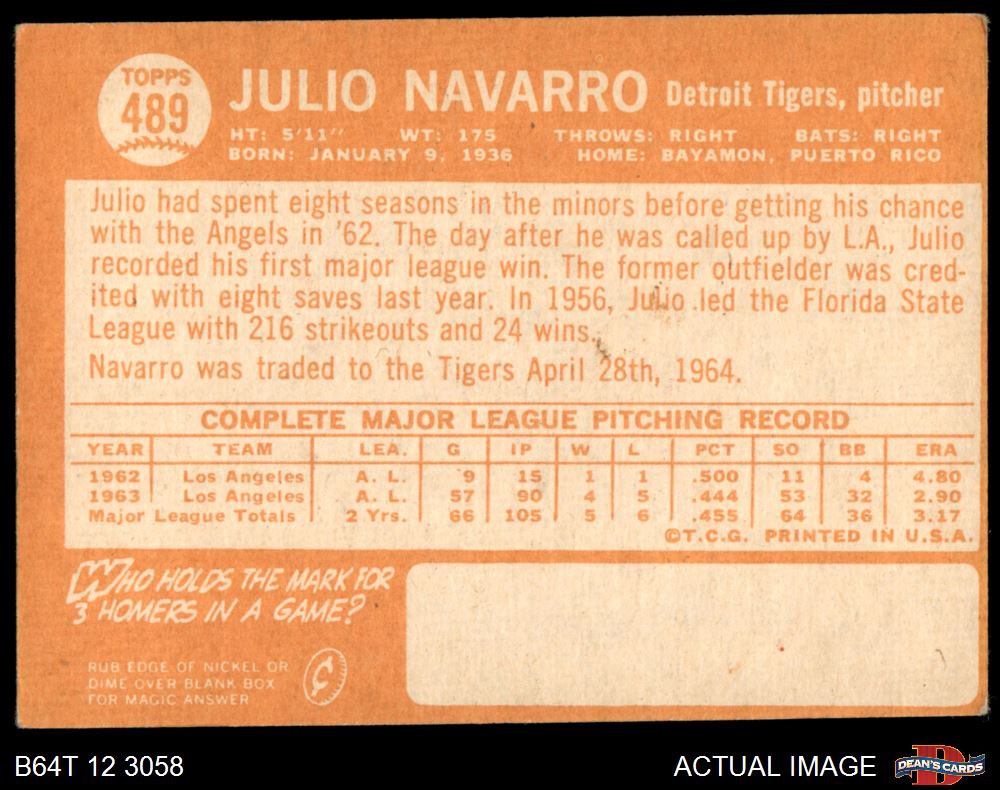 TOPPS
489
JULIO NAVARRO Detroit Tigers, pitcher
HT: 5'11" WT: 175 THROWS: RIGHT BATS: RIGHT
BORN: JANUARY 9, 1936 HOME: BAYAMON, PUERTO RICO
Julio had spent eight seasons in the minors before getting his chance
with the Angels in '62. The day after he was called up by L.A., Julio
recorded his first major league win. The former outfielder was cred-
ited with eight saves last year. In 1956, Julio led the Florida State
League with 216 strikeouts and 24 wins.
Navarro was traded to the Tigers April 28th, 1964.
COMPLETE MAJOR LEAGUE PITCHING RECORD
YEAR TEAM LEA. G IP W L PCT SO BB ERA
1962 Los Angeles A. L. 9 15 1 1 .500 11 4 4.80
1963 Los Angeles A. L. 57 90 4 5 .444 53 32 2.90
Major League Totals 2 Yrs. 66 105 5 6 .455 64 36 3.17
©T.C.G. PRINTED IN U.S.A.
WHO HOLDS THE MARK FOR
3 HOMERS IN A GAME?
RUB EDGE OF NICKEL OR
DIME OVER BLANK BOX
FOR MAGIC ANSWER
¢
B64T 12 3058
ACTUAL IMAGE
D
DEAN'S CARDS